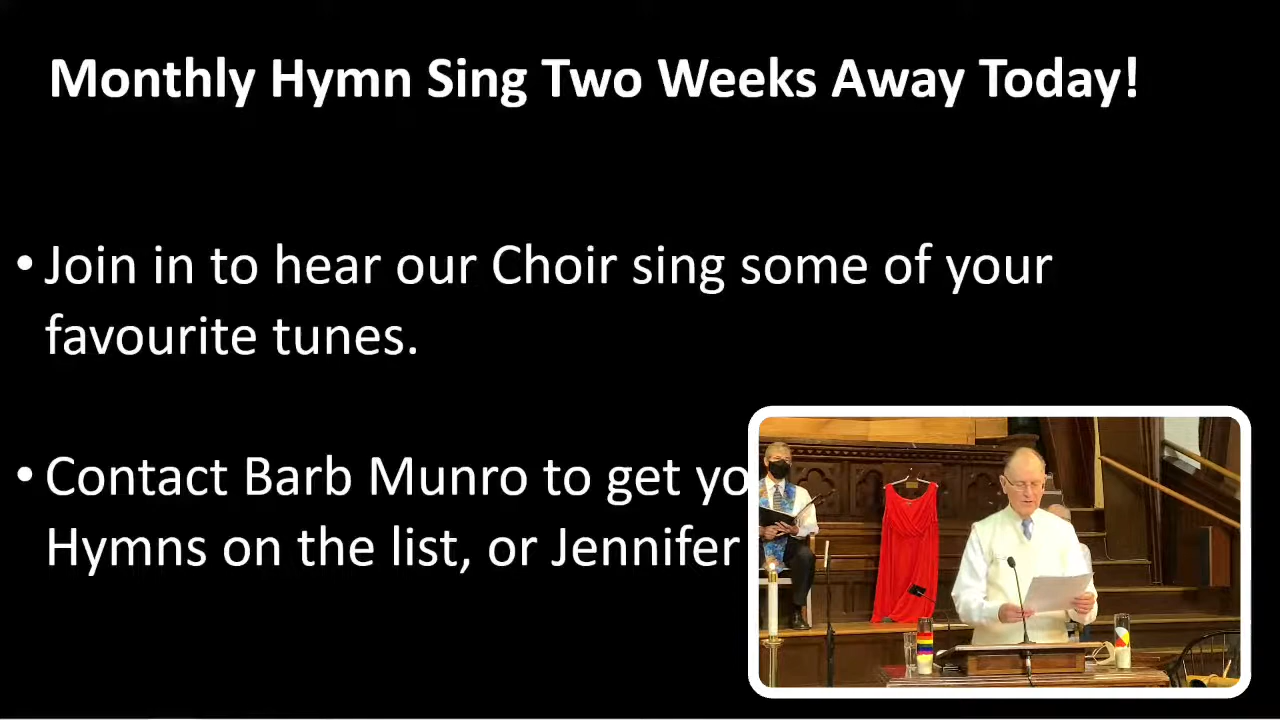 Monthly Hymn Sing Two Weeks Away Today!
• Join in to hear our Choir sing some of your
favourite tunes.
• Contact Barb Munro to get
Hymns on the list, or Jennifer